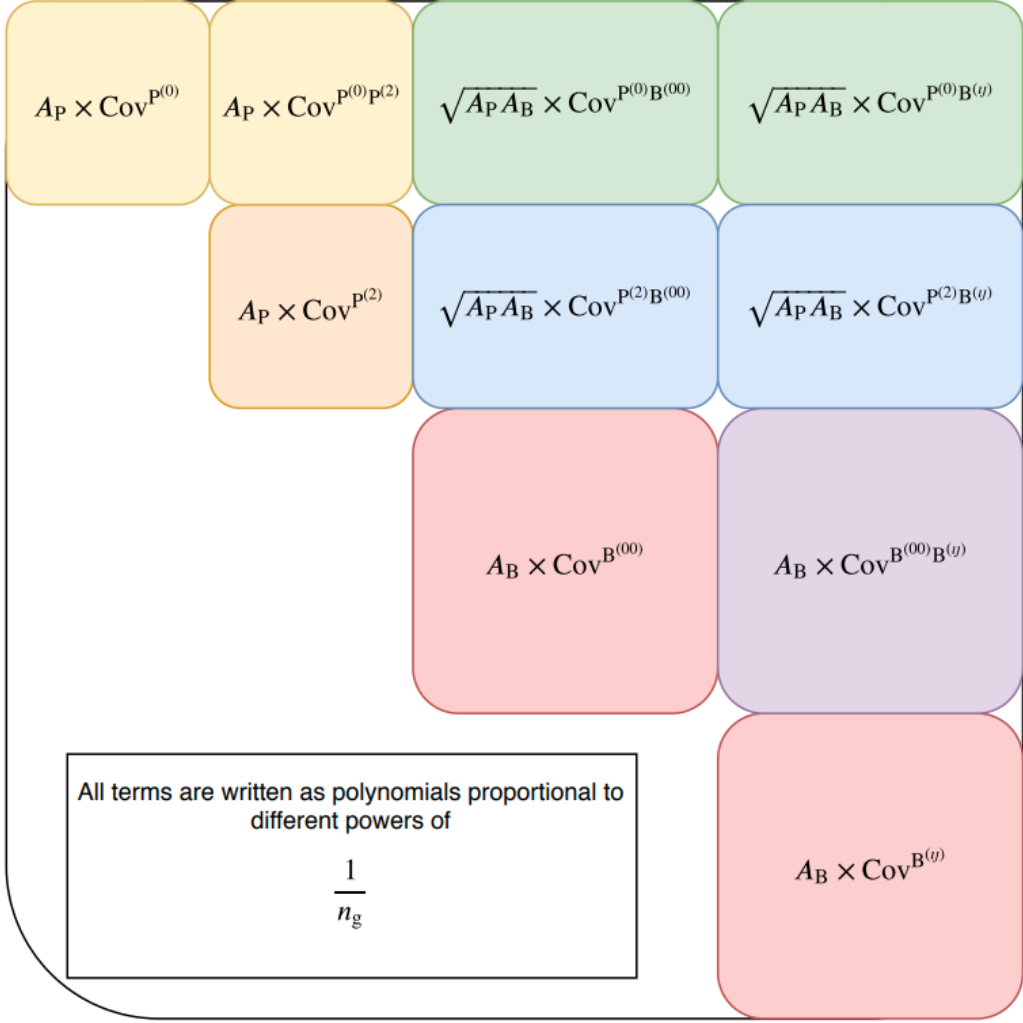 A_P × Cov^{P^{(0)}}
A_P × Cov^{P^{(0)}P^{(2)}}
√(A_P A_B) × Cov^{P^{(0)}B^{(00)}}
√(A_P A_B) × Cov^{P^{(0)}B^{(ij)}}
A_P × Cov^{P^{(2)}}
√(A_P A_B) × Cov^{P^{(2)}B^{(00)}}
√(A_P A_B) × Cov^{P^{(2)}B^{(ij)}}
A_B × Cov^{B^{(00)}}
A_B × Cov^{B^{(00)}B^{(ij)}}
All terms are written as polynomials proportional to
different powers of
1
n_g
A_B × Cov^{B^{(ij)}}